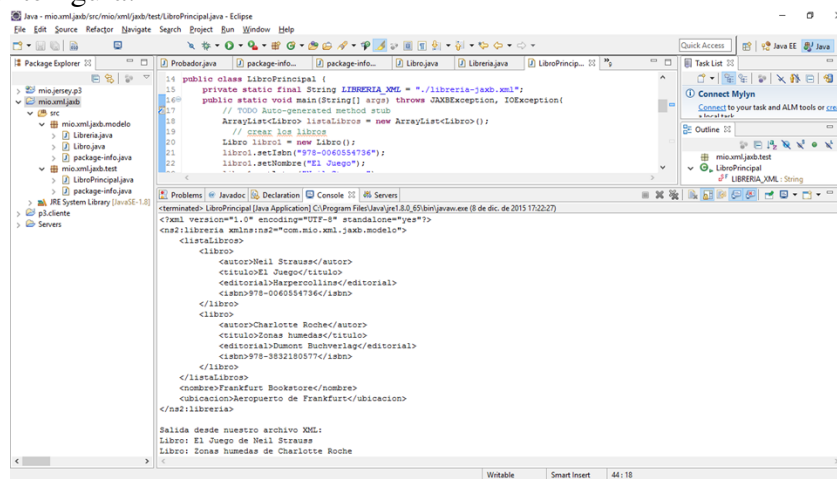 Java - mio.xml.jaxb/src/mio/xml/jaxb/test/LibroPrincipal.java - Eclipse
File Edit Source Refactor Navigate Search Project Run Window Help
Quick Access
Java EE
Java
Package Explorer
mio.jersey.p3
mio.xml.jaxb
src
mio.xml.jaxb.modelo
Libreria.java
Libro.java
package-info.java
mio.xml.jaxb.test
LibroPrincipal.java
package-info.java
JRE System Library [JavaSE-1.8]
p3.cliente
Servers
Probador.java package-info... package-info... Libro.java Libreria.java LibroPrincip...
14 public class LibroPrincipal {
15 private static final String LIBRERIA_XML = "./libreria-jaxb.xml";
16 public static void main(String[] args) throws JAXBException, IOException{
17 // TODO Auto-generated method stub
18 ArrayList<Libro> listaLibros = new ArrayList<Libro>();
19 // crear los libros
20 Libro libro1 = new Libro();
21 libro1.setIsbn("978-0060554736");
22 libro1.setNombre("El Juego");
Task List
Connect Mylyn
Connect to your task and ALM tools or
Outline
mio.xml.jaxb.test
LibroPrincipal
LIBRERIA_XML : String
Problems Javadoc Declaration Console Servers
<terminated> LibroPrincipal [Java Application] C:\Program Files\Java\jre1.8.0_65\bin\javaw.exe (8 de dic. de 2015 17:22:27)
<?xml version="1.0" encoding="UTF-8" standalone="yes"?>
<ns2:libreria xmlns:ns2="com.mio.xml.jaxb.modelo">
<listaLibros>
<libro>
<autor>Neil Strauss</autor>
<titulo>El Juego</titulo>
<editorial>Harpercollins</editorial>
<isbn>978-0060554736</isbn>
</libro>
<libro>
<autor>Charlotte Roche</autor>
<titulo>Zonas humedas</titulo>
<editorial>Dumont Buchverlag</editorial>
<isbn>978-3832180577</isbn>
</libro>
</listaLibros>
<nombre>Frankfurt Bookstore</nombre>
<ubicacion>Aeropuerto de Frankfurt</ubicacion>
</ns2:libreria>
Salida desde nuestro archivo XML:
Libro: El Juego de Neil Strauss
Libro: Zonas humedas de Charlotte Roche
Writable Smart Insert 44 : 18